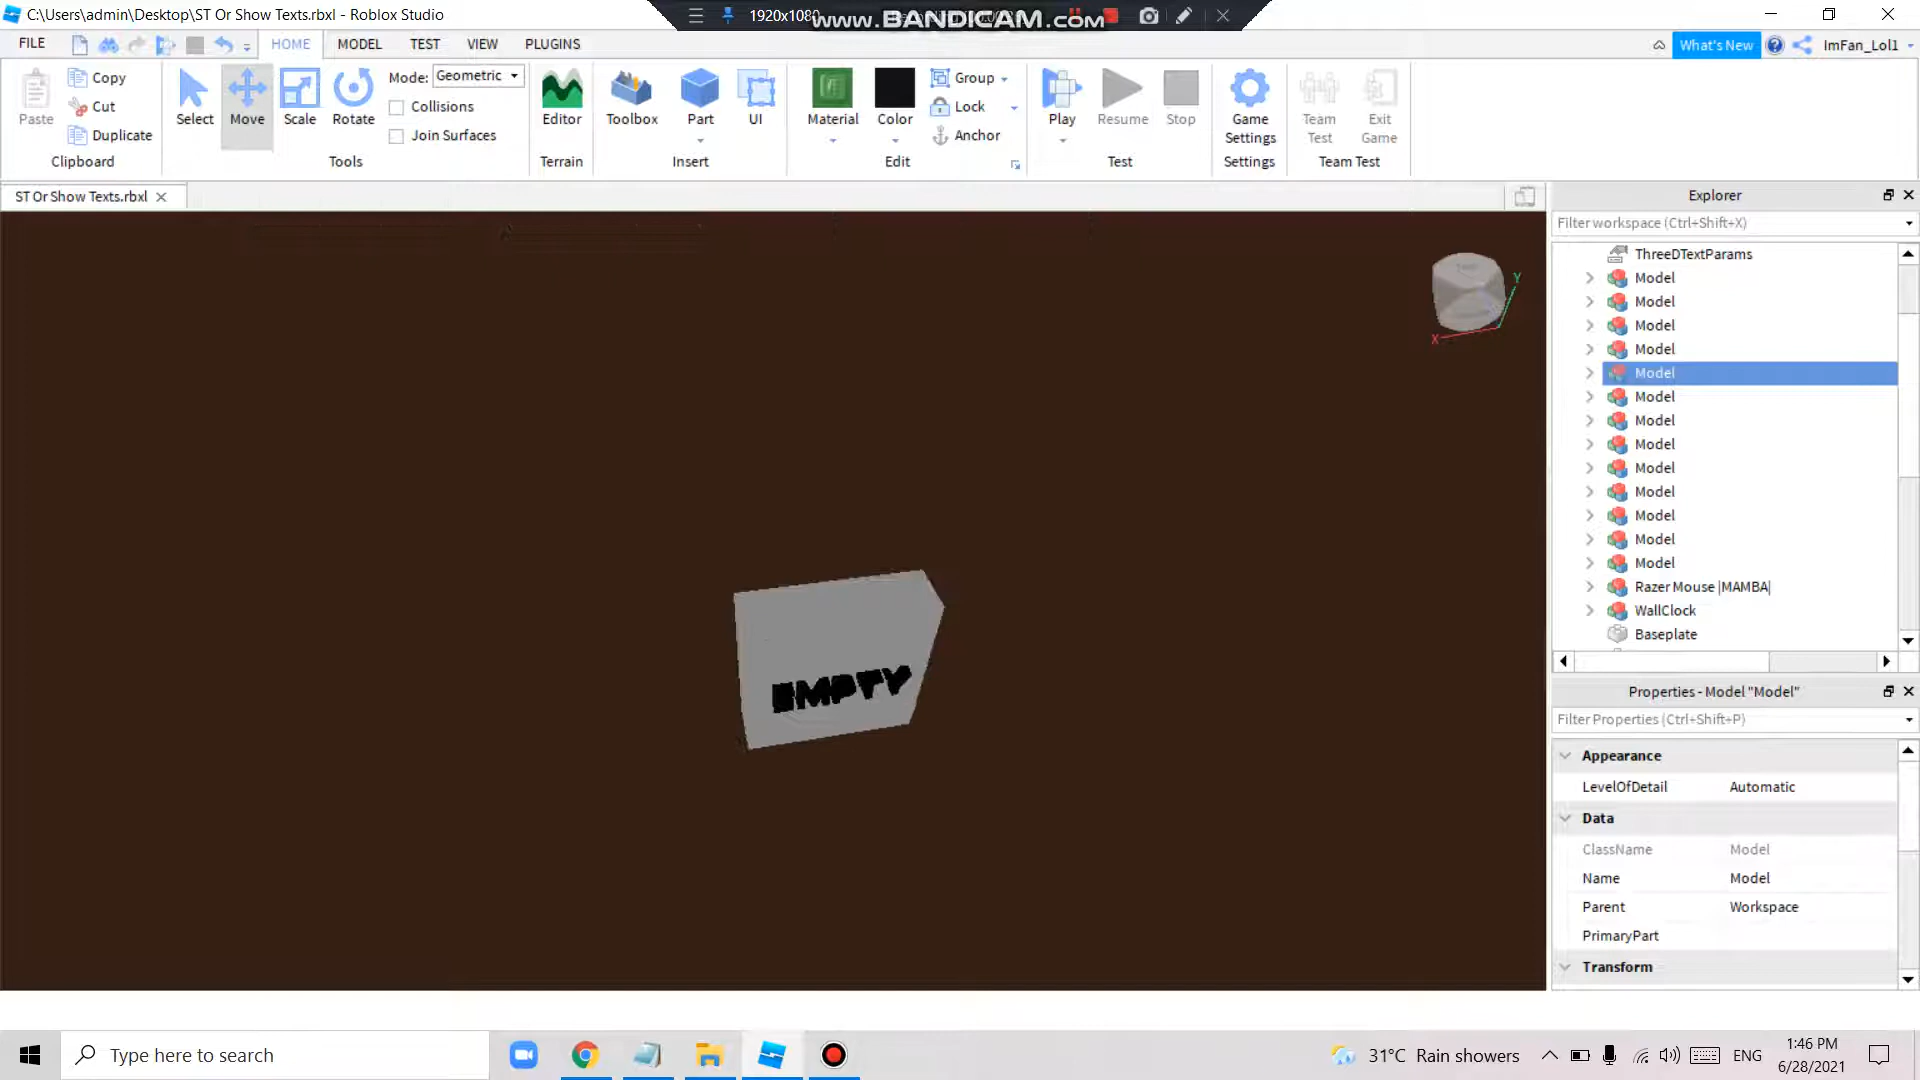 C:\Users\admin\Desktop\ST Or Show Texts.rbxl - Roblox Studio
1920x1080
www.BANDICAM.com
FILE
HOME
MODEL
TEST
VIEW
PLUGINS
What's New
ImFan_Lol1
Paste
Copy
Cut
Duplicate
Clipboard
Select
Move
Scale
Rotate
Mode: Geometric
Collisions
Join Surfaces
Tools
Editor
Terrain
Toolbox
Part
UI
Insert
Material
Color
Group
Lock
Anchor
Edit
Play
Resume
Stop
Test
Game Settings
Settings
Team Test
Exit Game
Team Test
ST Or Show Texts.rbxl
Explorer
Filter workspace (Ctrl+Shift+X)
ThreeDTextParams
Model
Model
Model
Model
Model
Model
Model
Model
Model
Model
Model
Model
Model
Razer Mouse |MAMBA|
WallClock
Baseplate
Y
X
EMPTY
Properties - Model "Model"
Filter Properties (Ctrl+Shift+P)
Appearance
LevelOfDetail Automatic
Data
ClassName Model
Name Model
Parent Workspace
PrimaryPart
Transform
Type here to search
31°C Rain showers
ENG
1:46 PM
6/28/2021